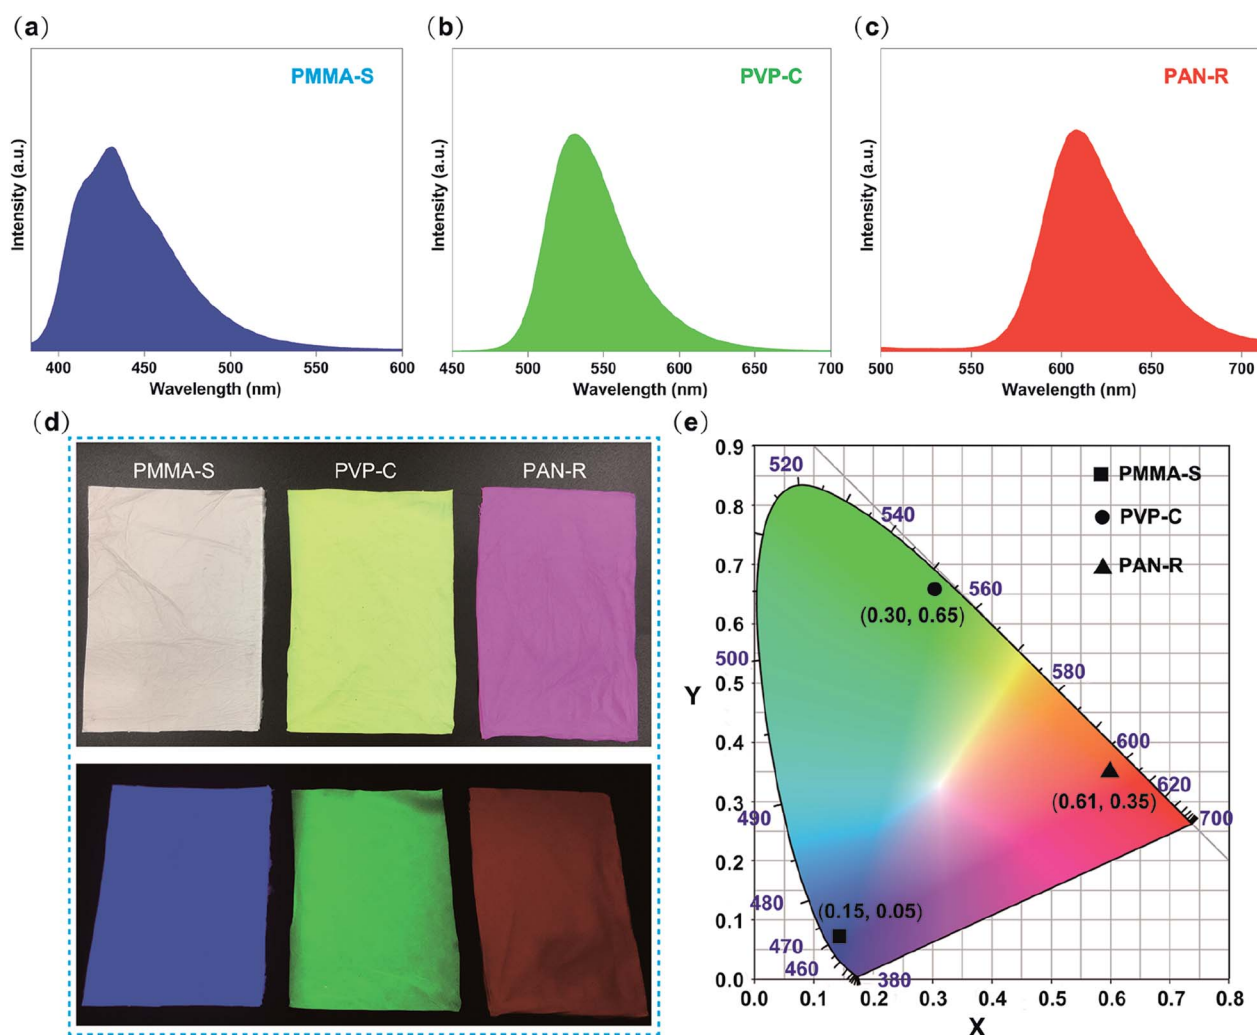 (a)
PMMA-S
Intensity (a.u.)
400 450 500 550 600
Wavelength (nm)
(b)
PVP-C
Intensity (a.u.)
450 500 550 600 650 700
Wavelength (nm)
(c)
PAN-R
Intensity (a.u.)
500 550 600 650 700
Wavelength (nm)
(d)
PMMA-S PVP-C PAN-R
(e)
0.9
0.8
0.7
0.6
0.5
0.4
0.3
0.2
0.1
0.0
Y
520
540
560
500
580
600
620
490
700
480
470
460
380
PMMA-S
PVP-C
PAN-R
(0.30, 0.65)
(0.61, 0.35)
(0.15, 0.05)
0.0 0.1 0.2 0.3 0.4 0.5 0.6 0.7 0.8
X